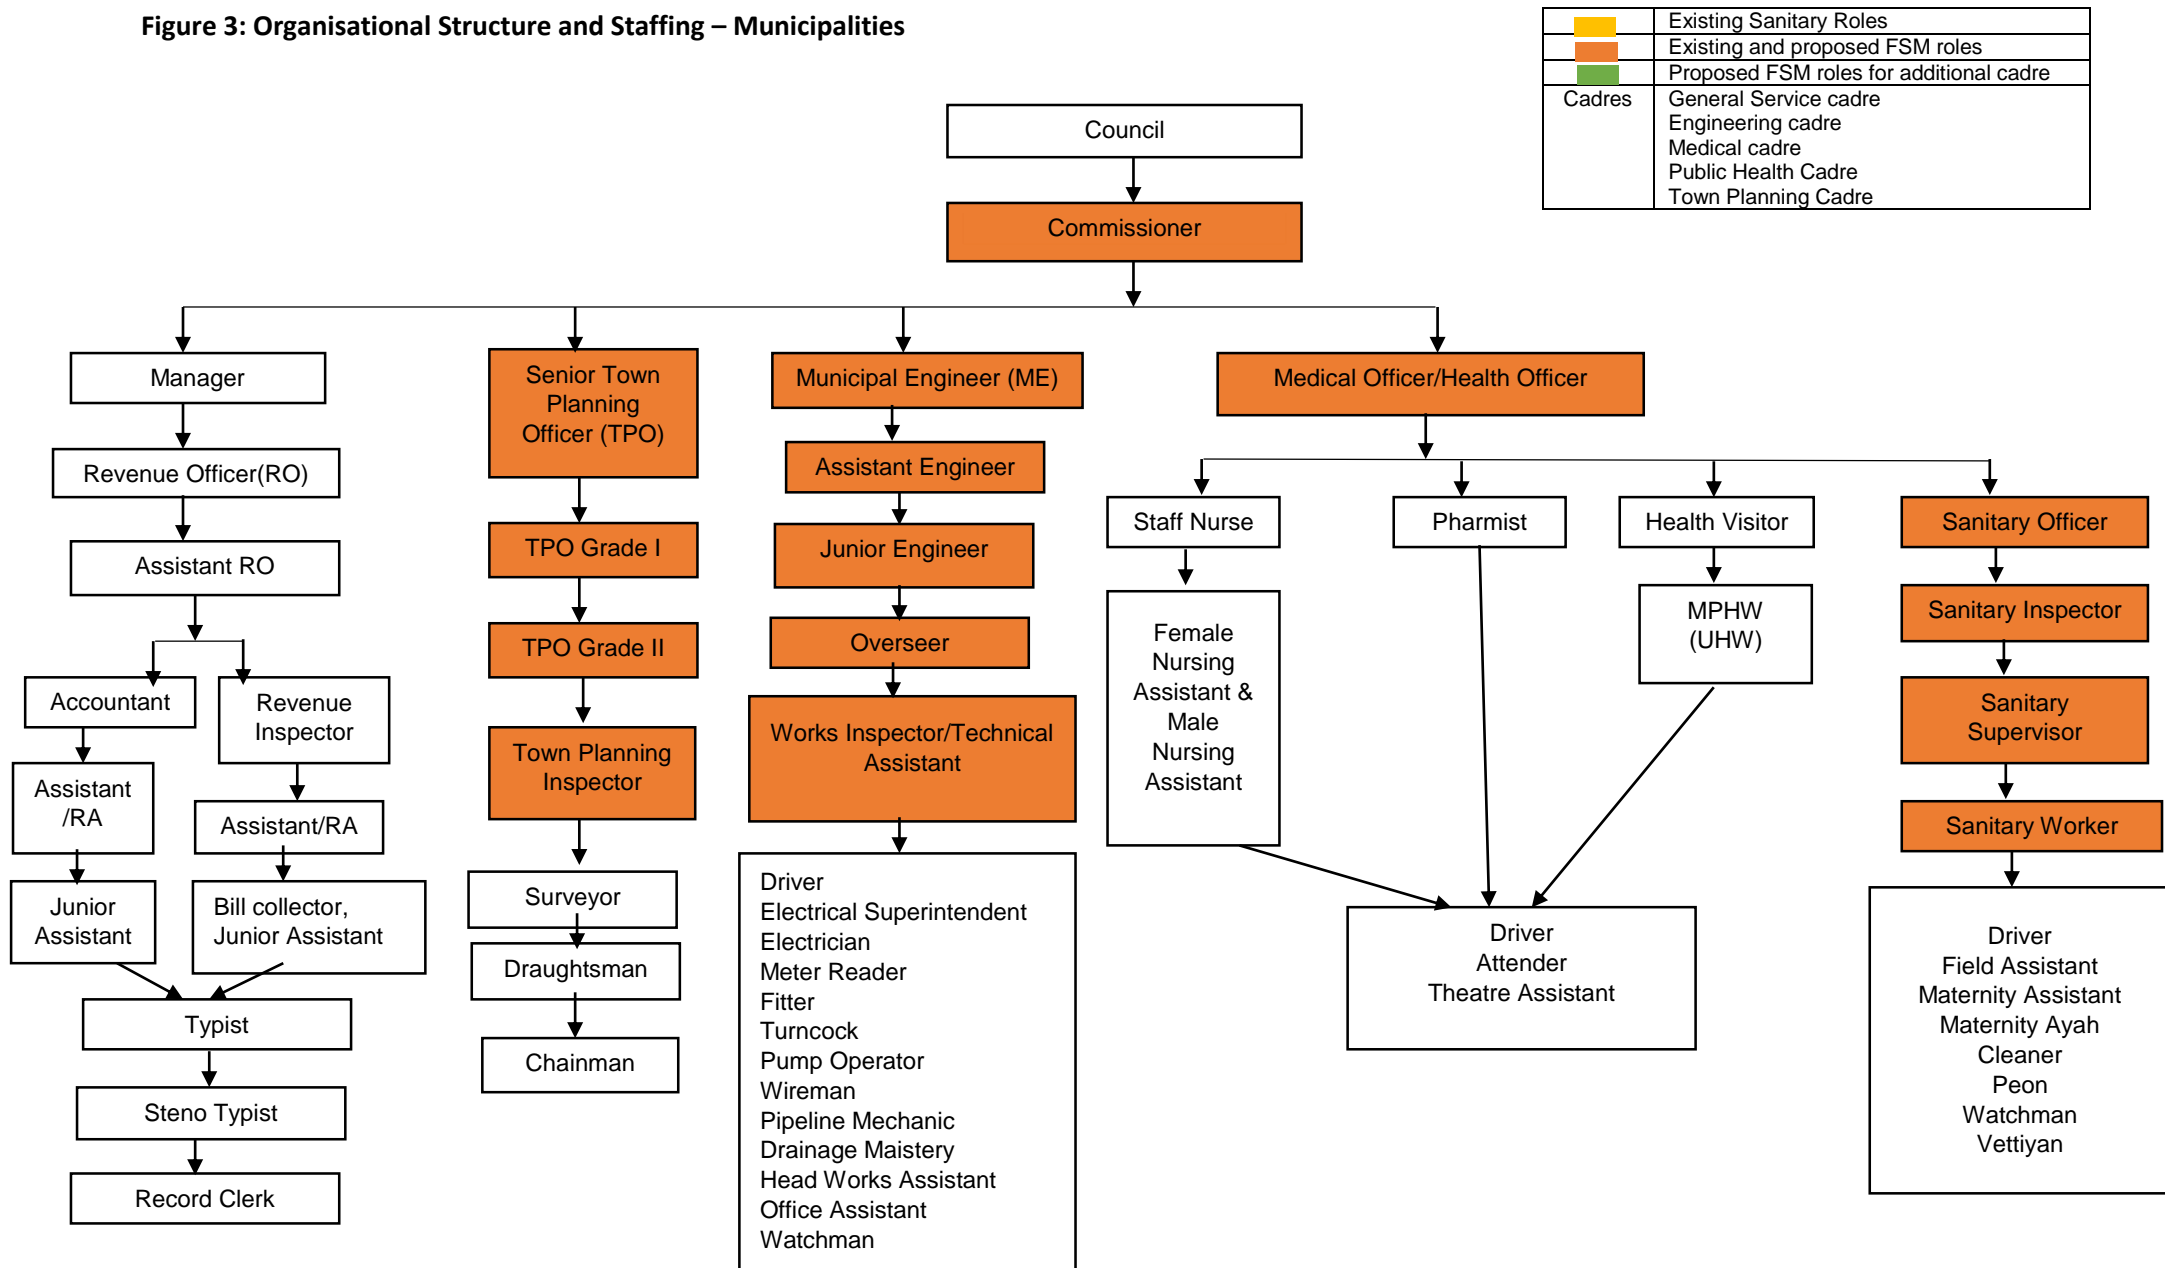 Figure 3: Organisational Structure and Staffing – Municipalities
Existing Sanitary Roles
Existing and proposed FSM roles
Proposed FSM roles for additional cadre
Cadres
General Service cadre
Engineering cadre
Medical cadre
Public Health Cadre
Town Planning Cadre
Council
Commissioner
Manager
Revenue Officer(RO)
Assistant RO
Accountant
Revenue
Inspector
Assistant
/RA
Assistant/RA
Junior
Assistant
Bill collector,
Junior Assistant
Typist
Steno Typist
Record Clerk
Senior Town
Planning
Officer (TPO)
TPO Grade I
TPO Grade II
Town Planning
Inspector
Surveyor
Draughtsman
Chainman
Municipal Engineer (ME)
Assistant Engineer
Junior Engineer
Overseer
Works Inspector/Technical
Assistant
Driver
Electrical Superintendent
Electrician
Meter Reader
Fitter
Turncock
Pump Operator
Wireman
Pipeline Mechanic
Drainage Maistery
Head Works Assistant
Office Assistant
Watchman
Medical Officer/Health Officer
Staff Nurse
Female
Nursing
Assistant &
Male
Nursing
Assistant
Pharmist
Health Visitor
MPHW
(UHW)
Driver
Attender
Theatre Assistant
Sanitary Officer
Sanitary Inspector
Sanitary
Supervisor
Sanitary Worker
Driver
Field Assistant
Maternity Assistant
Maternity Ayah
Cleaner
Peon
Watchman
Vettiyan